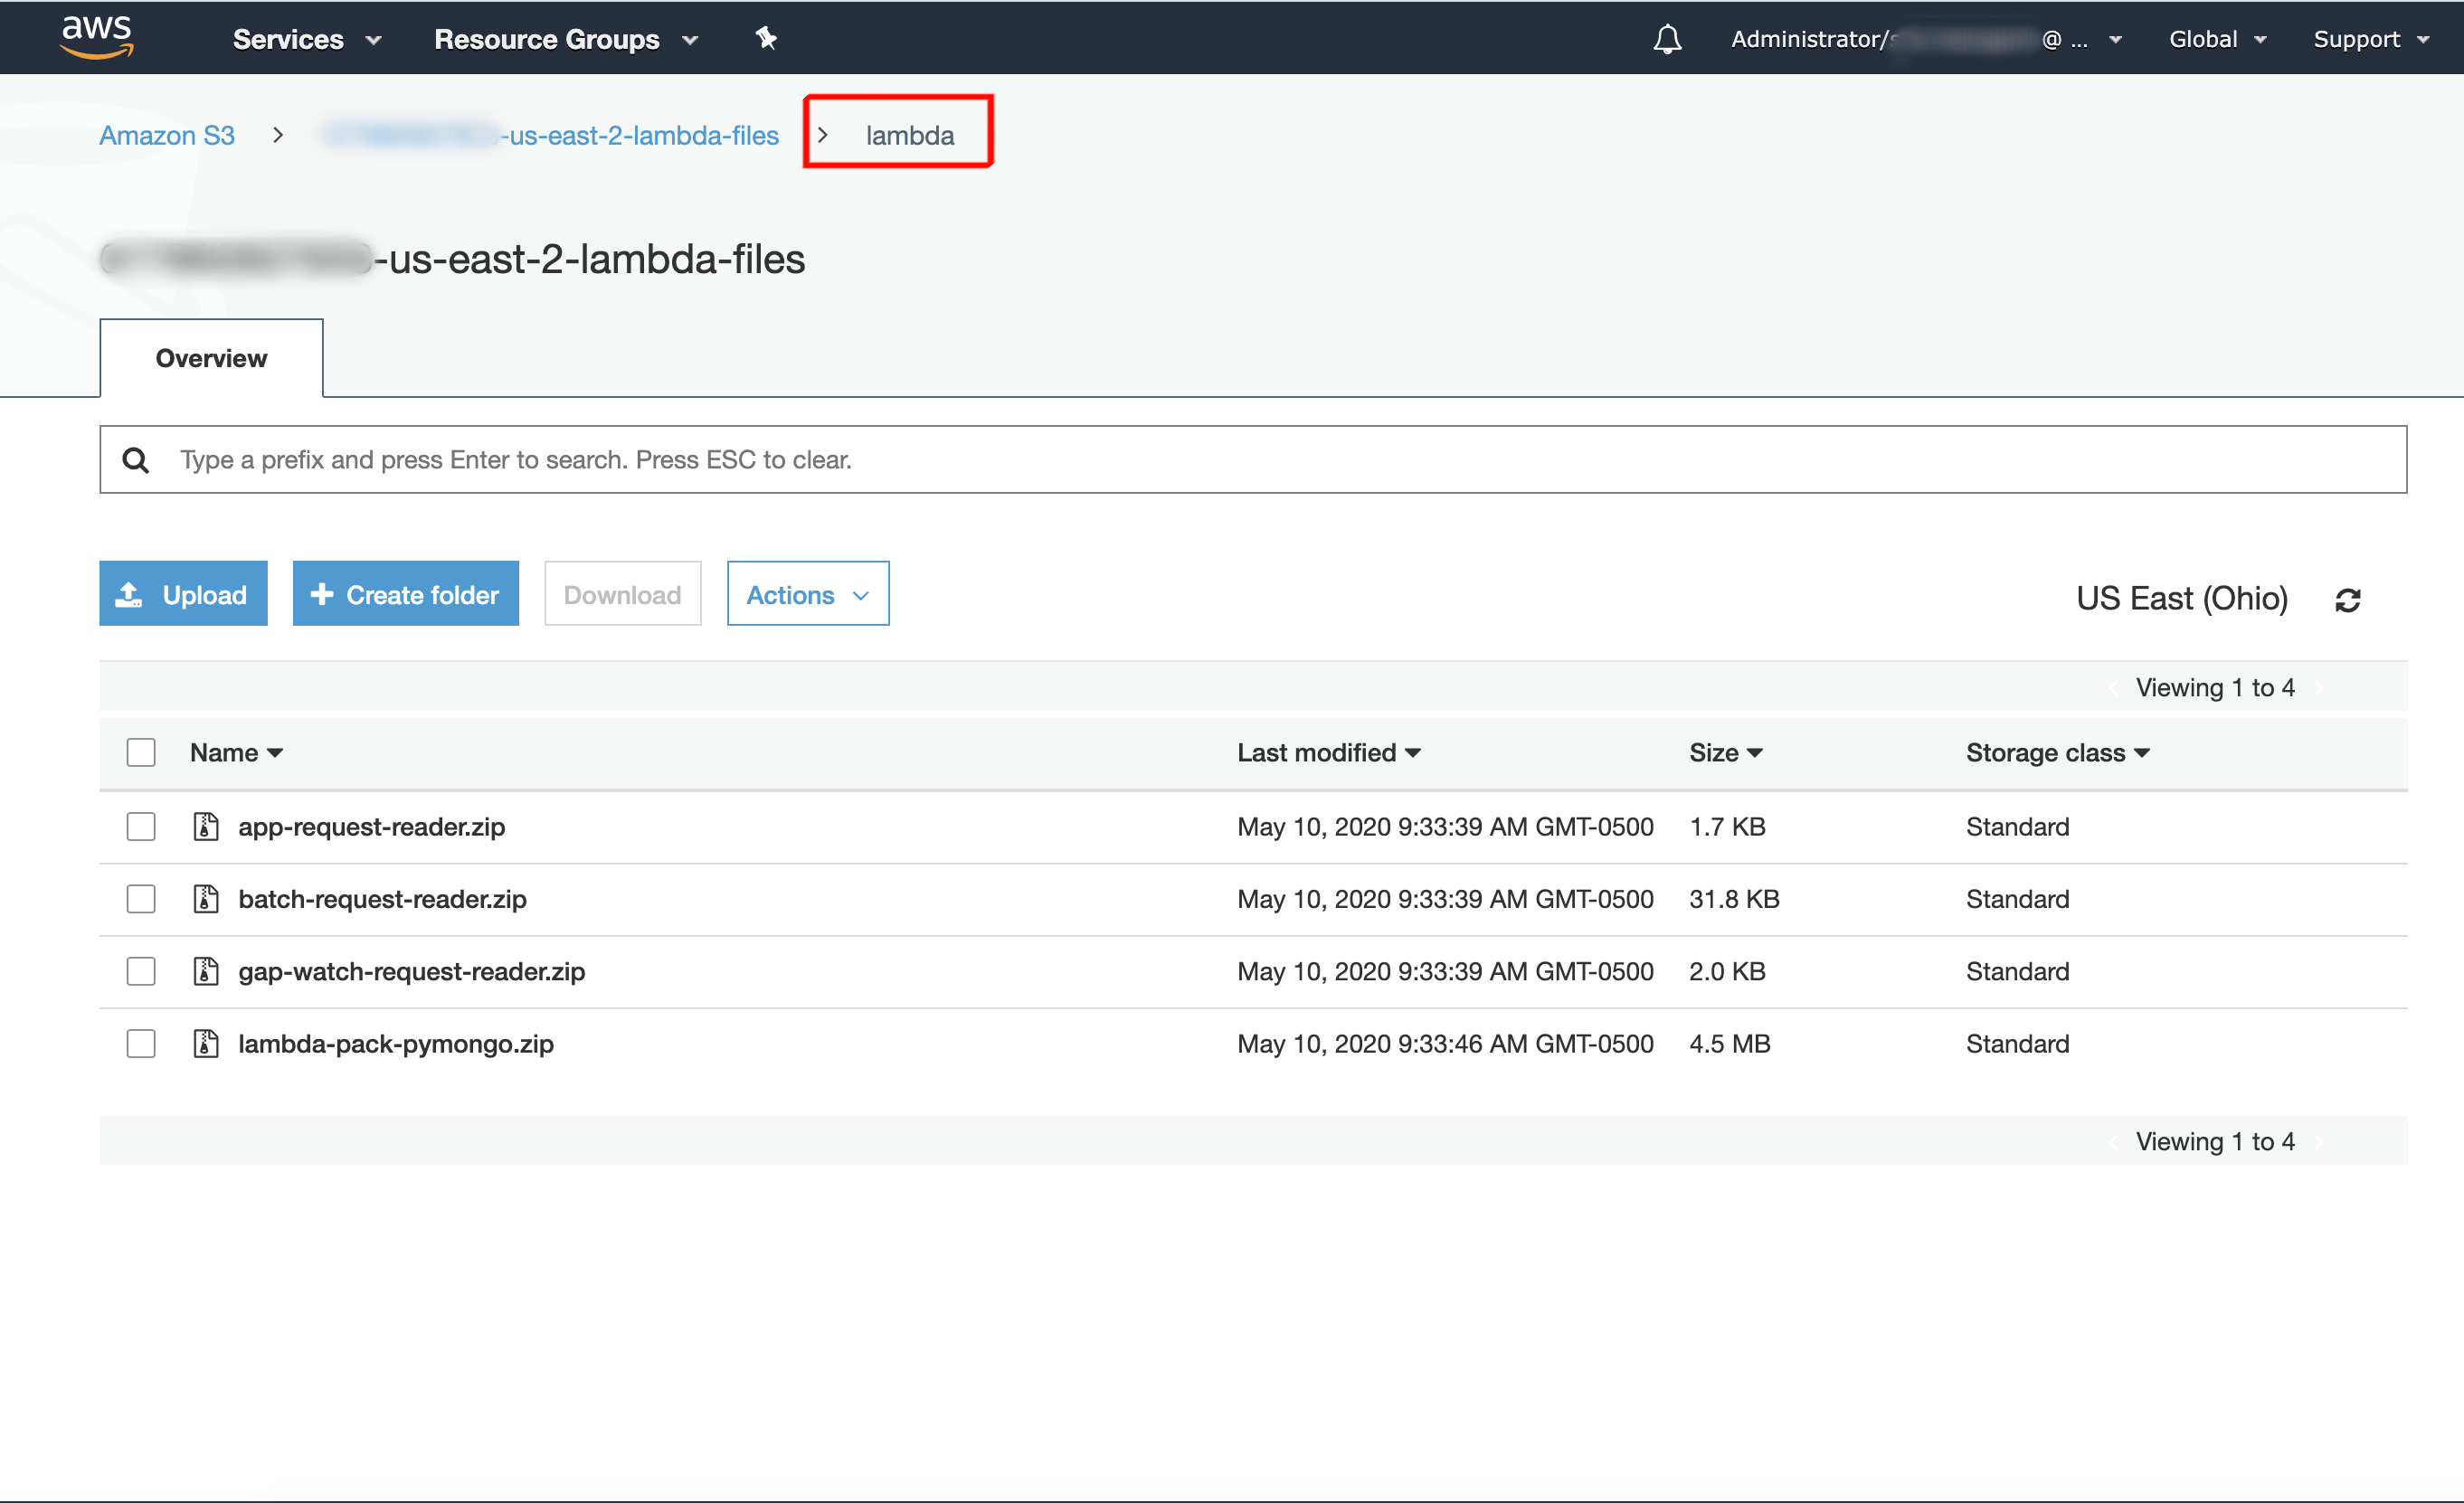 aws Services Resource Groups Administrator/ @ ... Global Support
Amazon S3 > -us-east-2-lambda-files > lambda
-us-east-2-lambda-files
Overview
Type a prefix and press Enter to search. Press ESC to clear.
Upload + Create folder Download Actions US East (Ohio)
Viewing 1 to 4
Name Last modified Size Storage class
app-request-reader.zip May 10, 2020 9:33:39 AM GMT-0500 1.7 KB Standard
batch-request-reader.zip May 10, 2020 9:33:39 AM GMT-0500 31.8 KB Standard
gap-watch-request-reader.zip May 10, 2020 9:33:39 AM GMT-0500 2.0 KB Standard
lambda-pack-pymongo.zip May 10, 2020 9:33:46 AM GMT-0500 4.5 MB Standard
Viewing 1 to 4